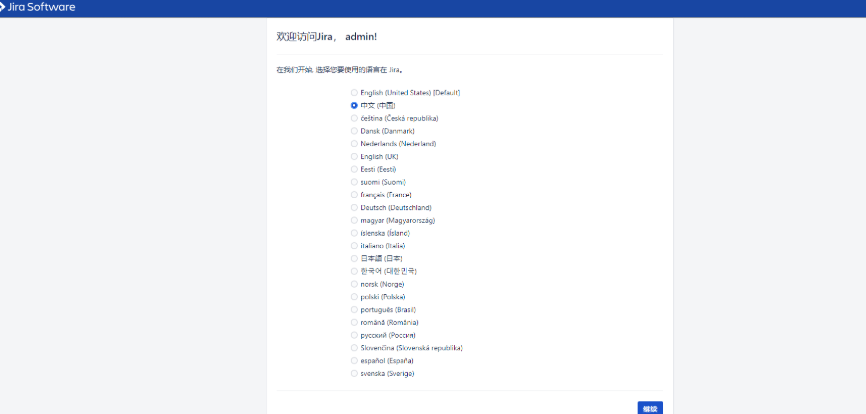 Jira Software
欢迎访问Jira， admin!
在我们开始, 选择您要使用的语言在 Jira。
English (United States) [Default]
中文 (中国)
čeština (Česká republika)
Dansk (Danmark)
Nederlands (Nederland)
English (UK)
Eesti (Eesti)
suomi (Suomi)
français (France)
Deutsch (Deutschland)
magyar (Magyarország)
íslenska (Ísland)
italiano (Italia)
日本語 (日本)
한국어 (대한민국)
norsk (Norge)
polski (Polska)
português (Brasil)
română (România)
русский (Россия)
Slovenčina (Slovenská republika)
español (España)
svenska (Sverige)
继续